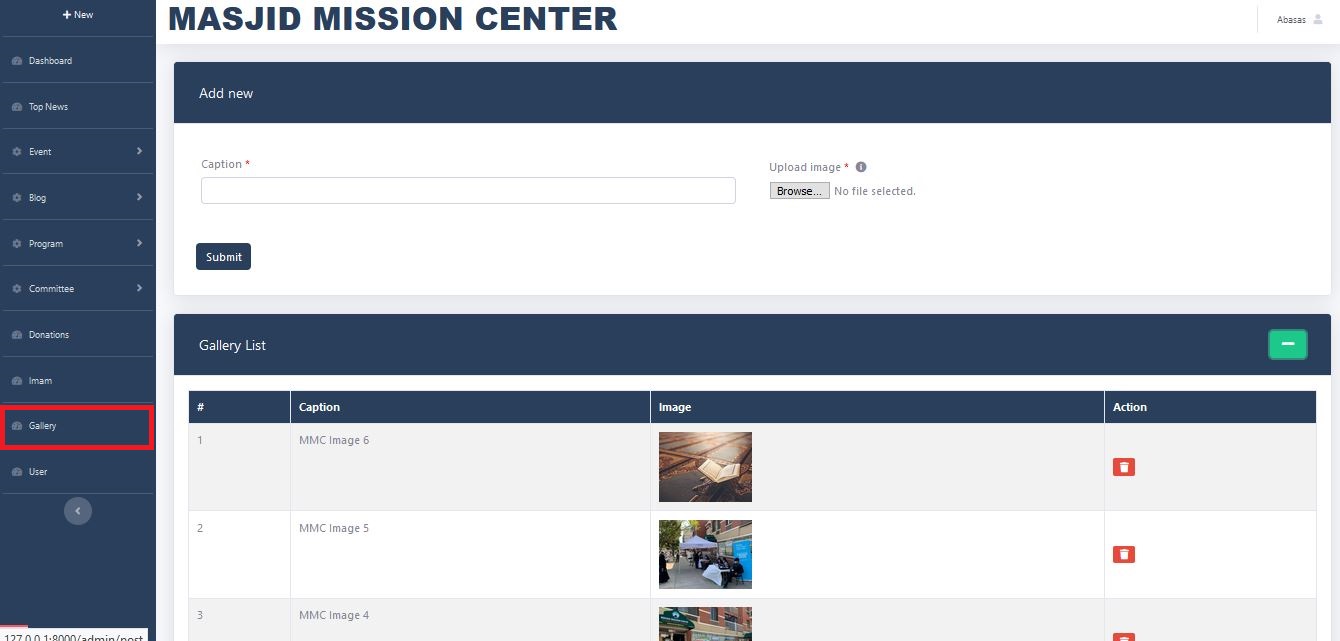 New
MASJID MISSION CENTER
Abasas
Dashboard
Top News
Event
Blog
Program
Committee
Donations
Imam
Gallery
User
Add new
Caption *
Upload image *
Browse... No file selected.
Submit
Gallery List
# Caption Image Action
1 MMC Image 6
2 MMC Image 5
3 MMC Image 4
127.0.0.1:8000/admin/post